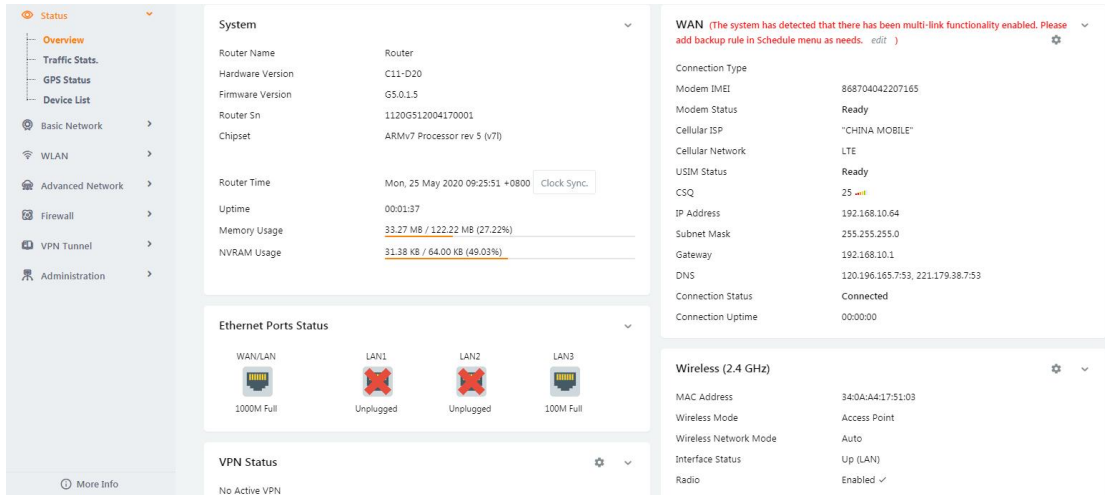 Status
Overview
Traffic Stats.
GPS Status
Device List
Basic Network
WLAN
Advanced Network
Firewall
VPN Tunnel
Administration
More Info
System
Router Name Router
Hardware Version C11-D20
Firmware Version G5.0.1.5
Router Sn 1120G512004170001
Chipset ARMv7 Processor rev 5 (v7l)
Router Time Mon, 25 May 2020 09:25:51 +0800 Clock Sync.
Uptime 00:01:37
Memory Usage 33.27 MB / 122.22 MB (27.22%)
NVRAM Usage 31.38 KB / 64.00 KB (49.03%)
Ethernet Ports Status
WAN/LAN LAN1 LAN2 LAN3
1000M Full Unplugged Unplugged 100M Full
VPN Status
No Active VPN
WAN (The system has detected that there has been multi-link functionality enabled. Please
add backup rule in Schedule menu as needs. edit )
Connection Type
Modem IMEI 868704042207165
Modem Status Ready
Cellular ISP "CHINA MOBILE"
Cellular Network LTE
USIM Status Ready
CSQ 25
IP Address 192.168.10.64
Subnet Mask 255.255.255.0
Gateway 192.168.10.1
DNS 120.196.165.7:53, 221.179.38.7:53
Connection Status Connected
Connection Uptime 00:00:00
Wireless (2.4 GHz)
MAC Address 34:0A:A4:17:51:03
Wireless Mode Access Point
Wireless Network Mode Auto
Interface Status Up (LAN)
Radio Enabled ✓